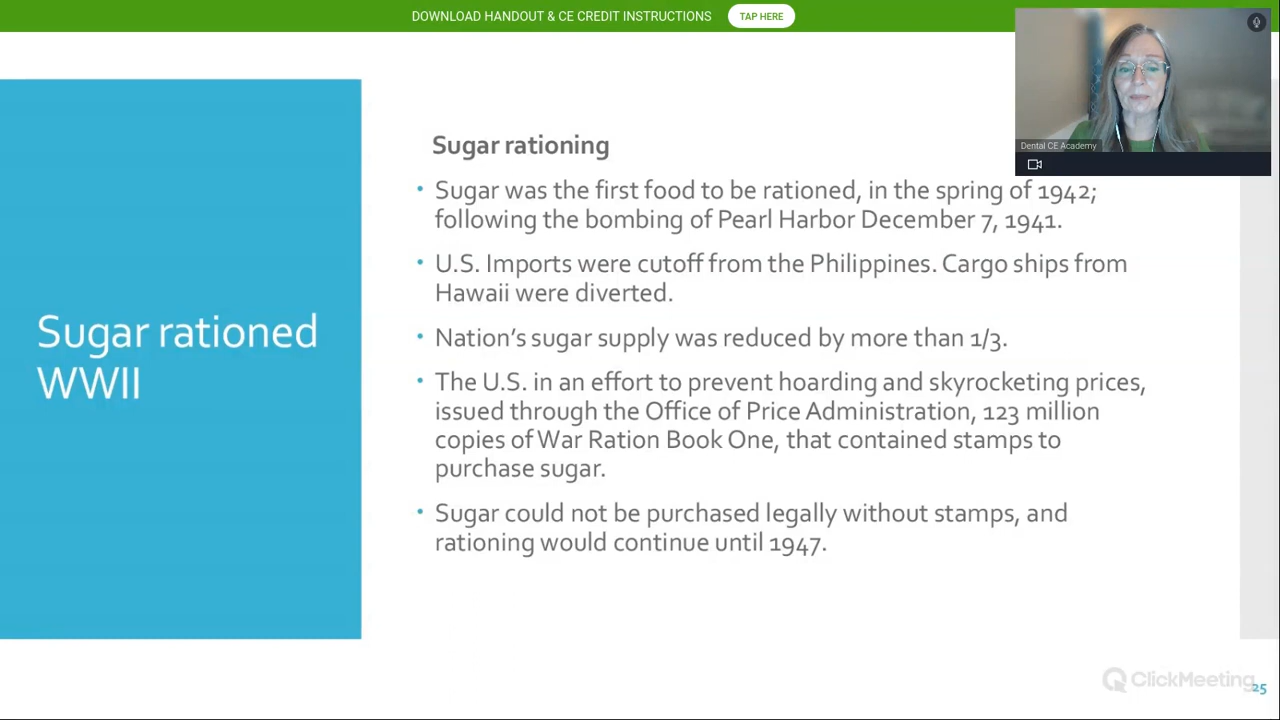 DOWNLOAD HANDOUT & CE CREDIT INSTRUCTIONS TAP HERE
Dental CE Academy
Sugar rationed
WWII
Sugar rationing
• Sugar was the first food to be rationed, in the spring of 1942;
following the bombing of Pearl Harbor December 7, 1941.
• U.S. Imports were cutoff from the Philippines. Cargo ships from
Hawaii were diverted.
• Nation's sugar supply was reduced by more than 1/3.
• The U.S. in an effort to prevent hoarding and skyrocketing prices,
issued through the Office of Price Administration, 123 million
copies of War Ration Book One, that contained stamps to
purchase sugar.
• Sugar could not be purchased legally without stamps, and
rationing would continue until 1947.
ClickMeeting
25